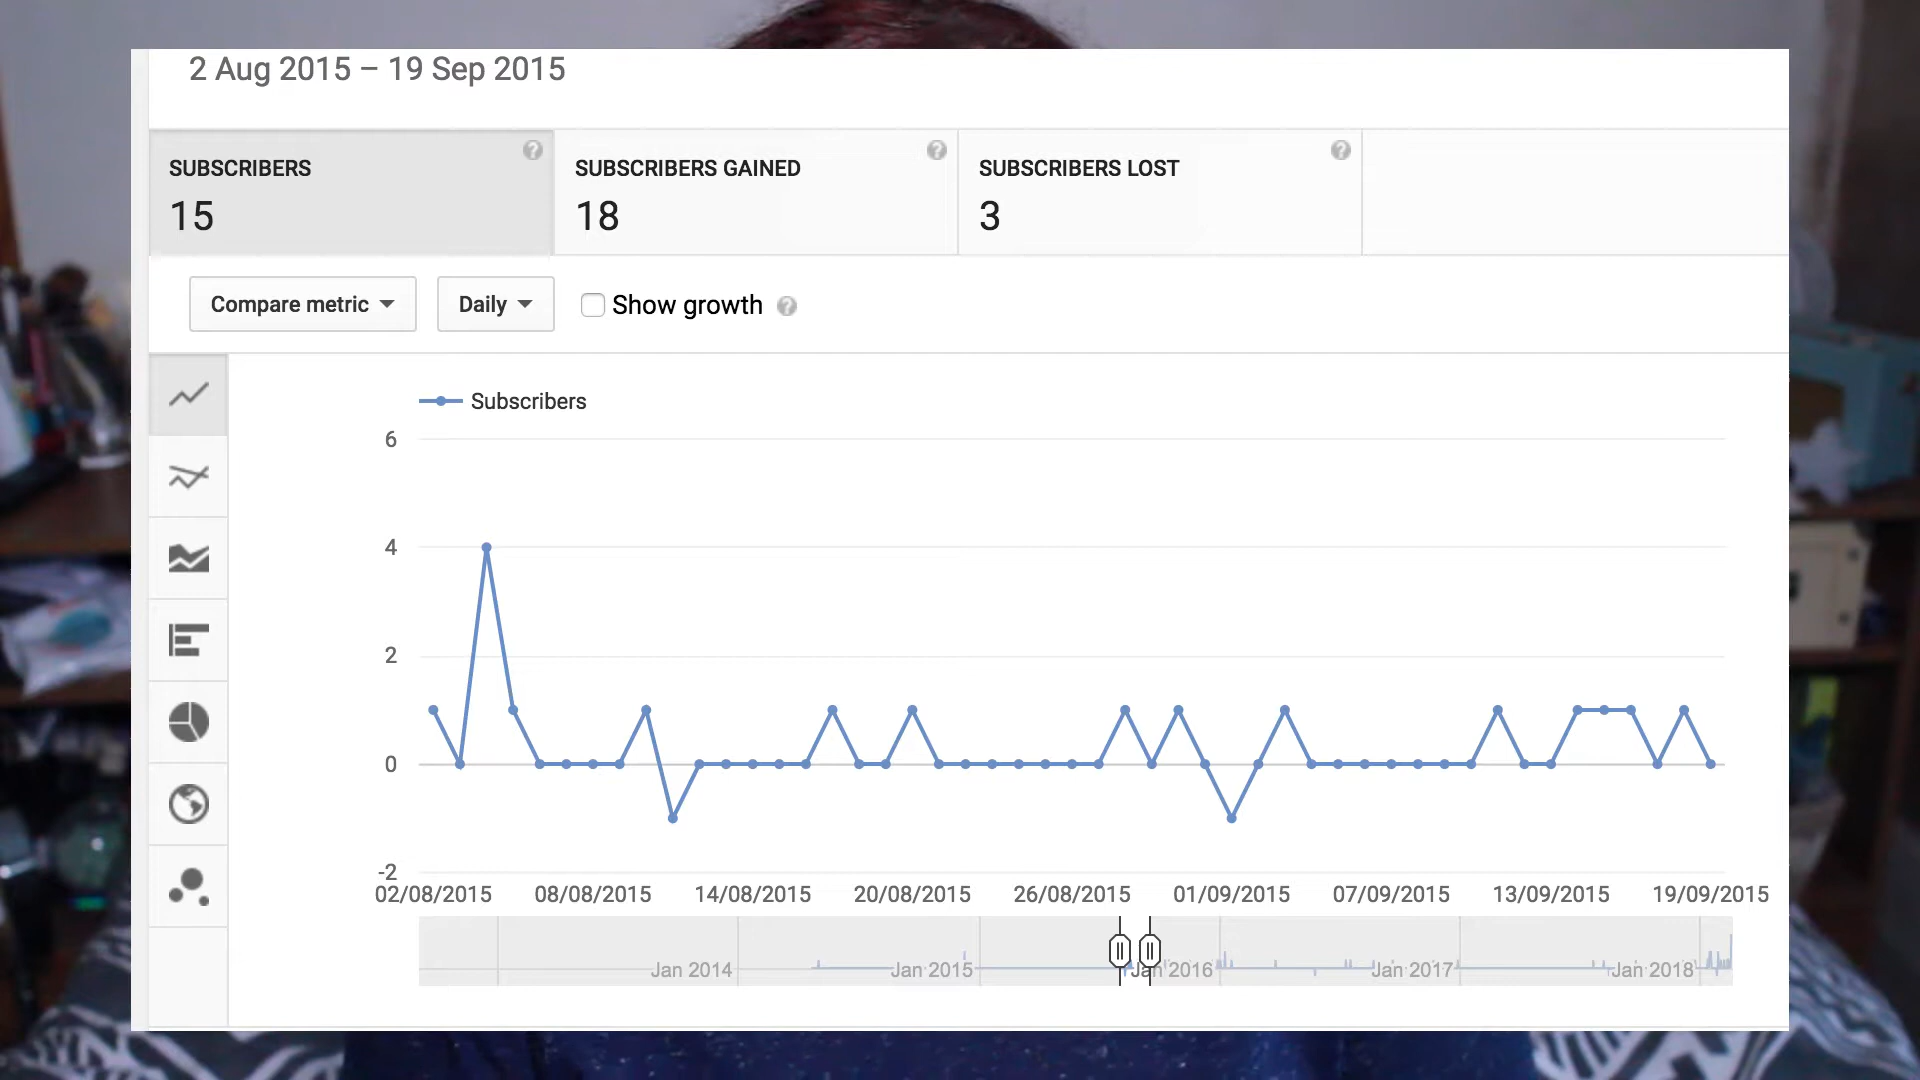 2 Aug 2015 – 19 Sep 2015
SUBSCRIBERS
15
SUBSCRIBERS GAINED
18
SUBSCRIBERS LOST
3
Compare metric
Daily
Show growth
Subscribers
6
4
2
0
-2
02/08/2015 08/08/2015 14/08/2015 20/08/2015 26/08/2015 01/09/2015 07/09/2015 13/09/2015 19/09/2015
Jan 2014 Jan 2015 Jan 2016 Jan 2017 Jan 2018